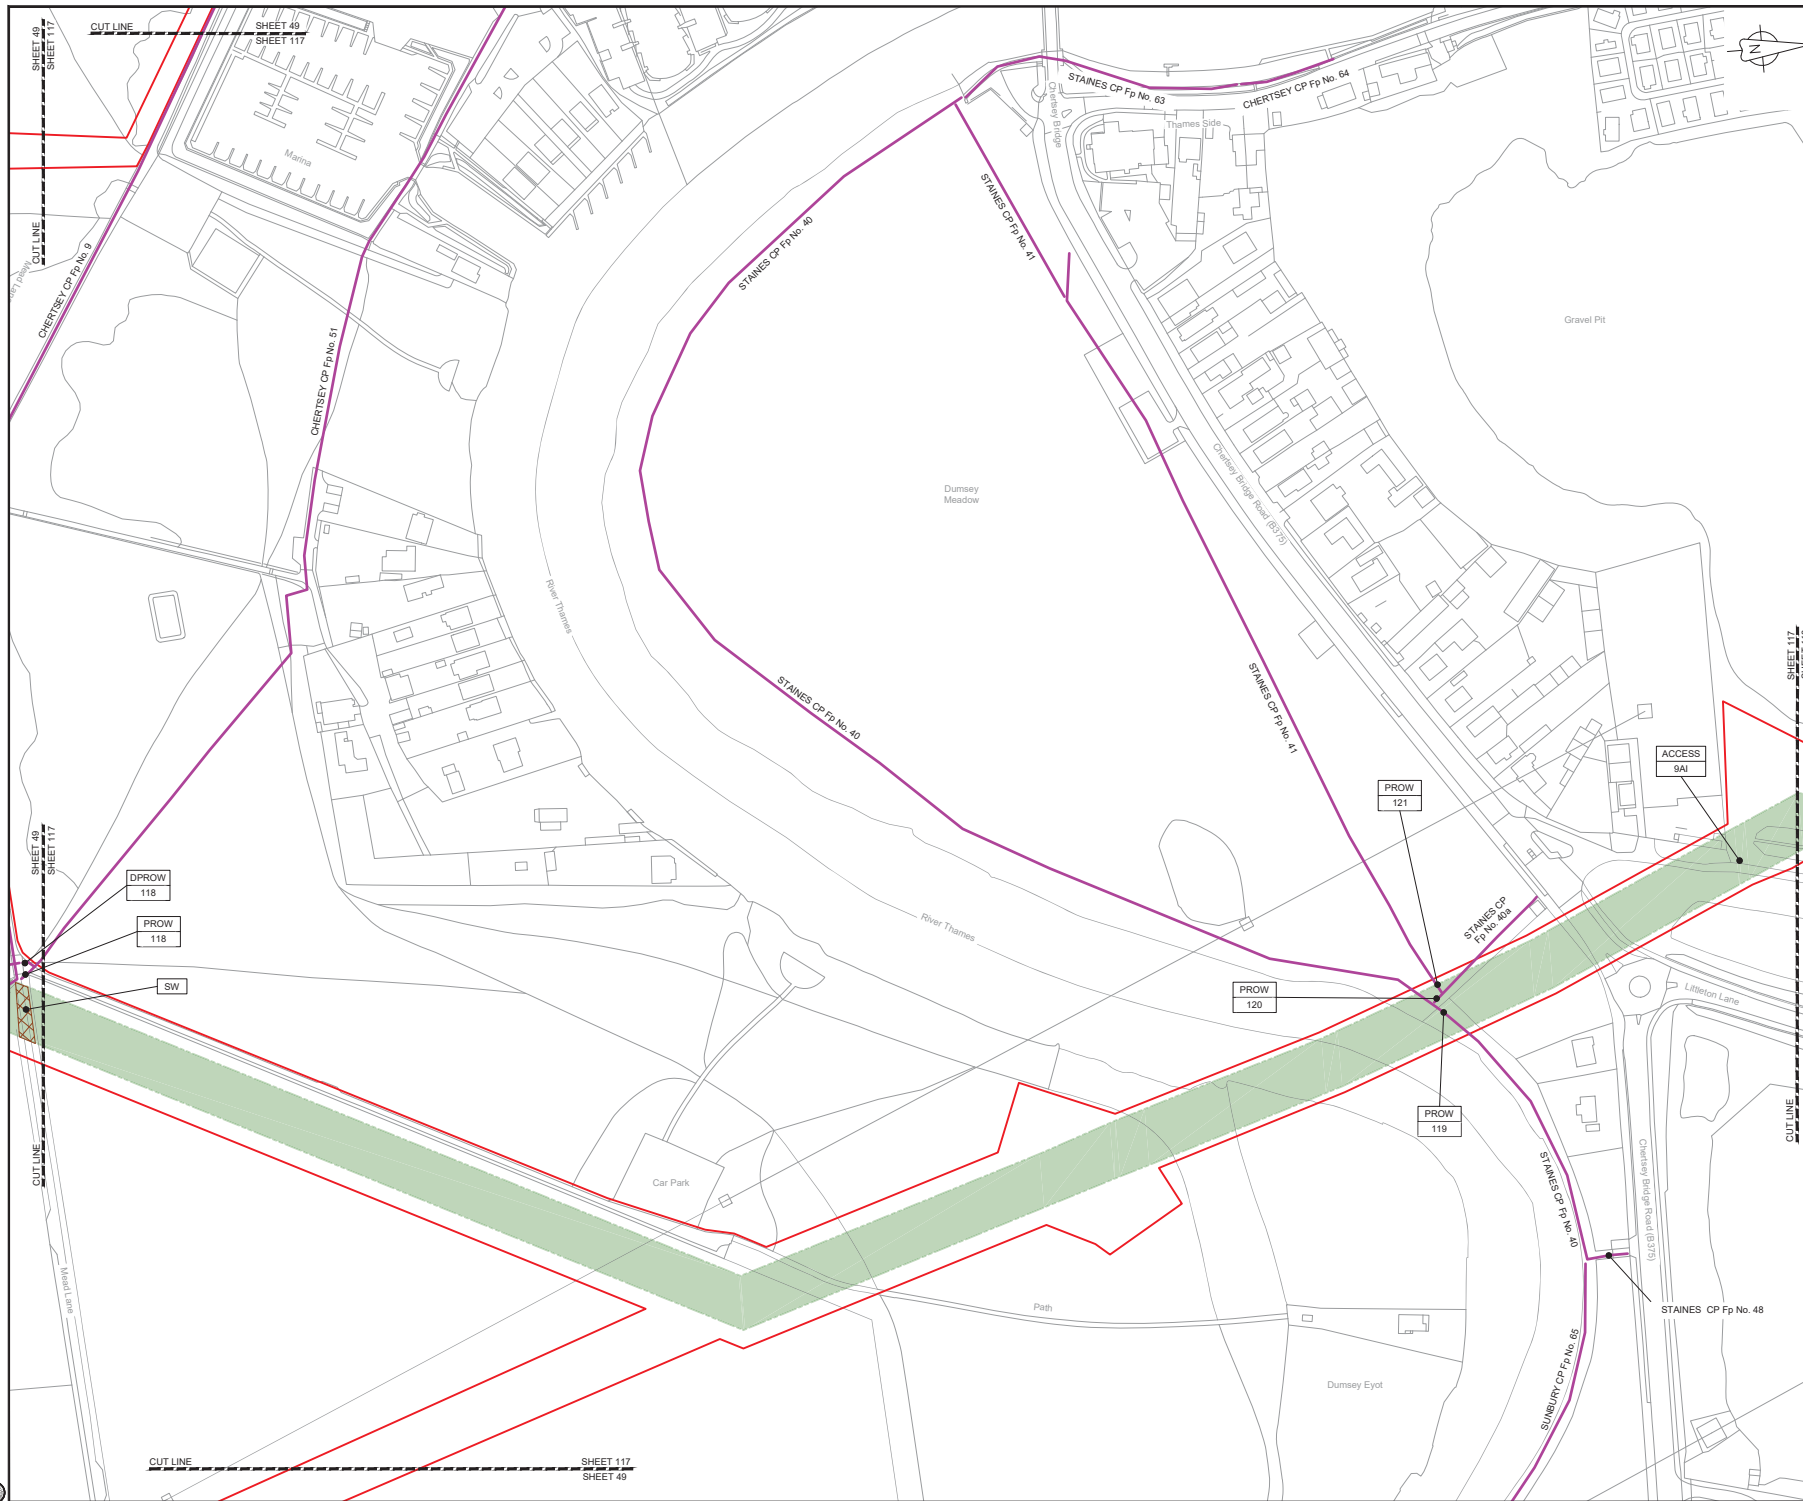 CUT LINE
SHEET 49
SHEET 117
SHEET 49
SHEET 117
CUT LINE
N
Marina
Mead Lane
CHERTSEY CP Fp No. 9
CHERTSEY CP Fp No. 51
STAINES CP Fp No. 40
STAINES CP Fp No. 41
STAINES CP Fp No. 63
CHERTSEY CP Fp No. 64
Chertsey Bridge
Thames Side
Gravel Pit
Dumsey
Meadow
Chertsey Bridge Road (B375)
River Thames
STAINES CP Fp No. 40
STAINES CP Fp No. 41
SHEET 117
ACCESS
9AI
PROW
121
STAINES CP
Fp No. 40a
SHEET 49
SHEET 117
DPROW
118
PROW
118
SW
River Thames
PROW
120
Littleton Lane
PROW
119
CUT LINE
CUT LINE
Car Park
STAINES CP Fp No. 40
Chertsey Bridge Road (B375)
Mead Lane
Path
STAINES CP Fp No. 48
SUNBURY CP Fp No. 65
Dumsey Eyot
CUT LINE
SHEET 117
SHEET 49